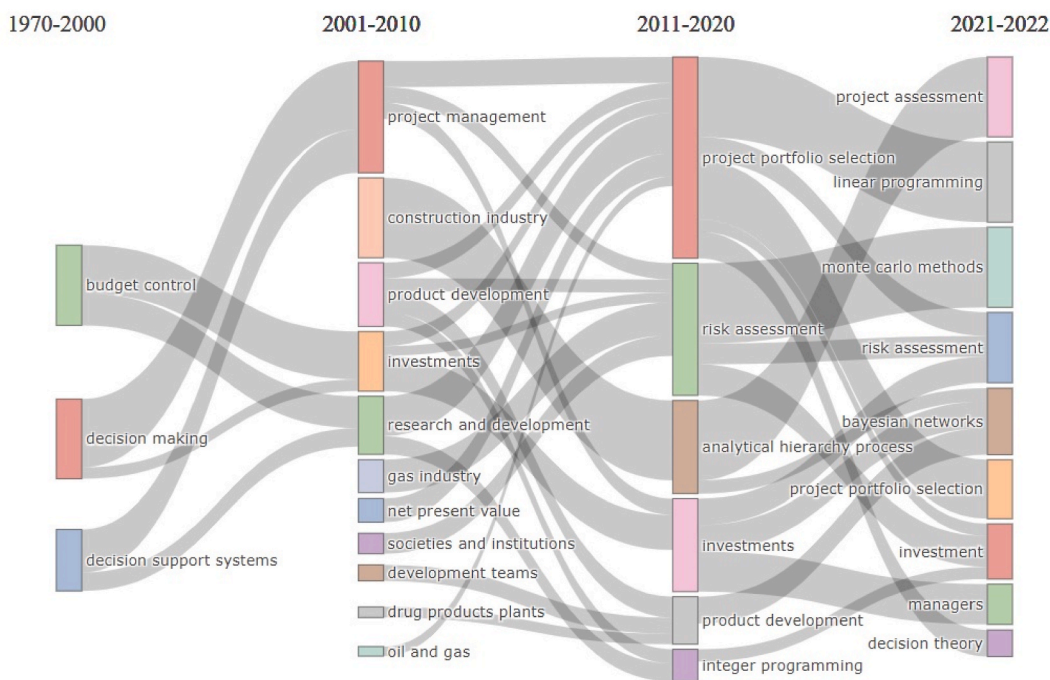 1970-2000
2001-2010
2011-2020
2021-2022
budget control
decision making
decision support systems
project management
construction industry
product development
investments
research and development
gas industry
net present value
societies and institutions
development teams
drug products plants
oil and gas
project portfolio selection
risk assessment
analytical hierarchy process
investments
product development
integer programming
project assessment
linear programming
monte carlo methods
risk assessment
bayesian networks
project portfolio selection
investment
managers
decision theory